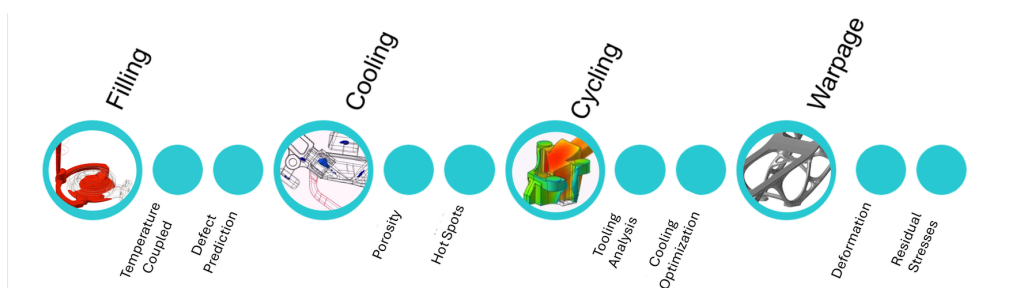 Filling
Temperature
Coupled
Defect
Prediction
Cooling
Porosity
Hot Spots
Cycling
Tooling
Analysis
Cooling
Optimization
Warpage
Deformation
Residual
Stresses